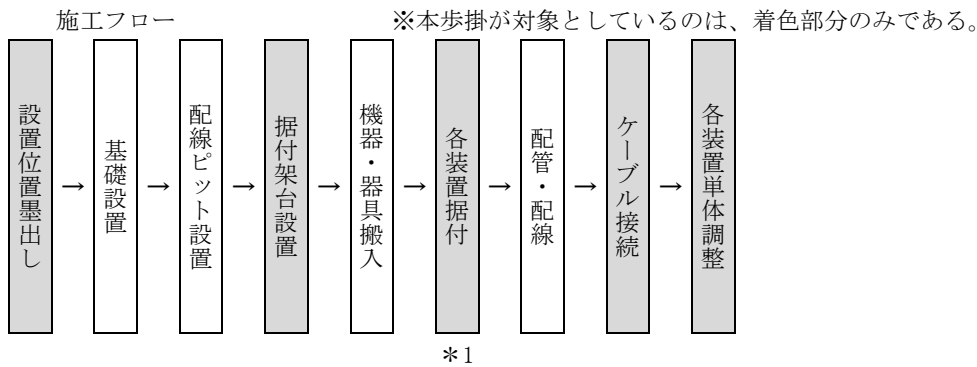 施工フロー ※本歩掛が対象としているのは、着色部分のみである。
設置位置墨出し
→
基礎設置
→
配線ピット設置
→
据付架台設置
→
機器・器具搬入
→
各装置据付
→
配管・配線
→
ケーブル接続
→
各装置単体調整
＊1